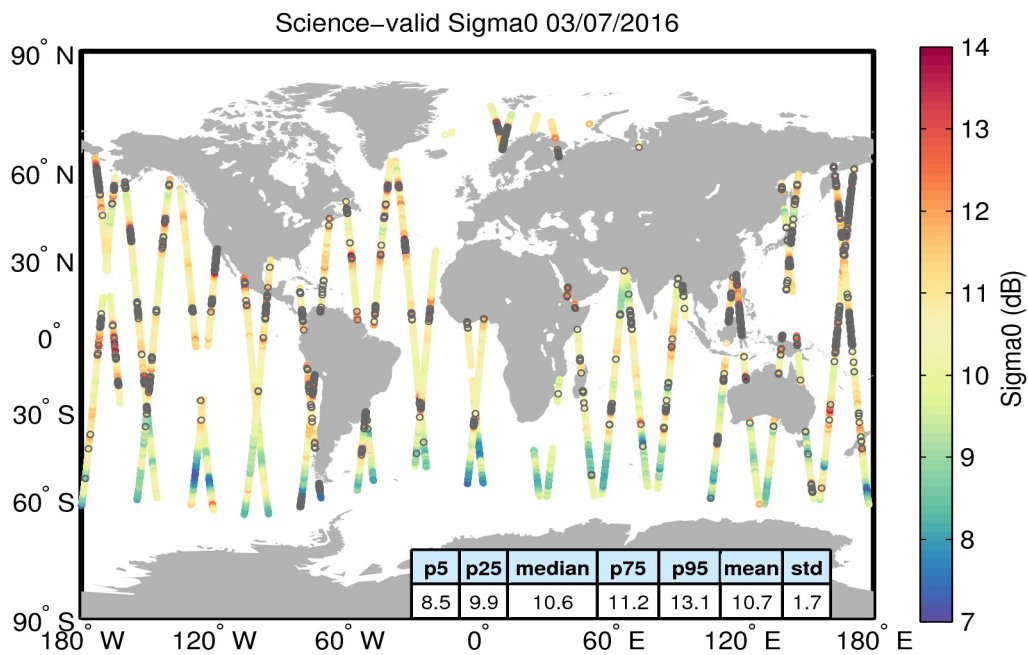 Science−valid Sigma0 03/07/2016
90° N
60° N
30° N
0°
30° S
60° S
90° S
180° W
120° W
60° W
0°
60° E
120° E
180° E
p5 p25 median p75 p95 mean std
8.5 9.9 10.6 11.2 13.1 10.7 1.7
14
13
12
11
10
9
8
7
Sigma0 (dB)